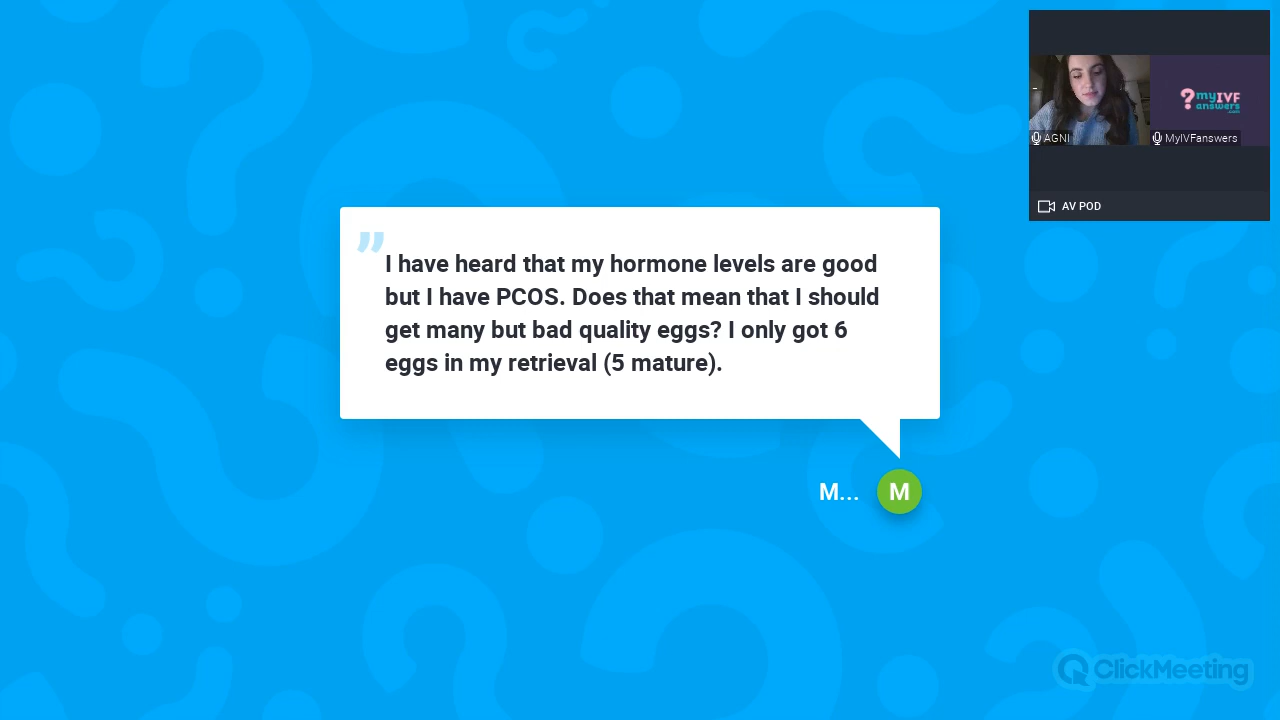 I have heard that my hormone levels are good
but I have PCOS. Does that mean that I should
get many but bad quality eggs? I only got 6
eggs in my retrieval (5 mature).
M... M
?myIVF
answers
.com
AGNI
MyIVFanswers
AV POD
ClickMeeting